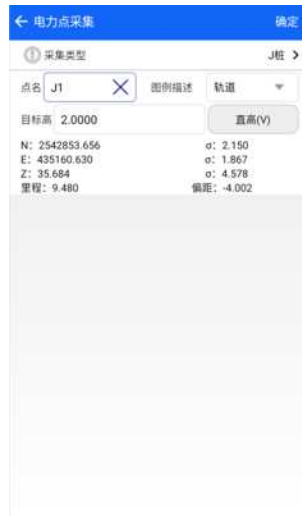 ← 电力点采集 确定
采集类型 J桩 >
点名 J1 图例描述 轨道
目标高 2.0000 直高(V)
N: 2542853.656 σ: 2.150
E: 435160.630 σ: 1.867
Z: 35.684 σ: 4.578
里程: 9.480 偏距: -4.002